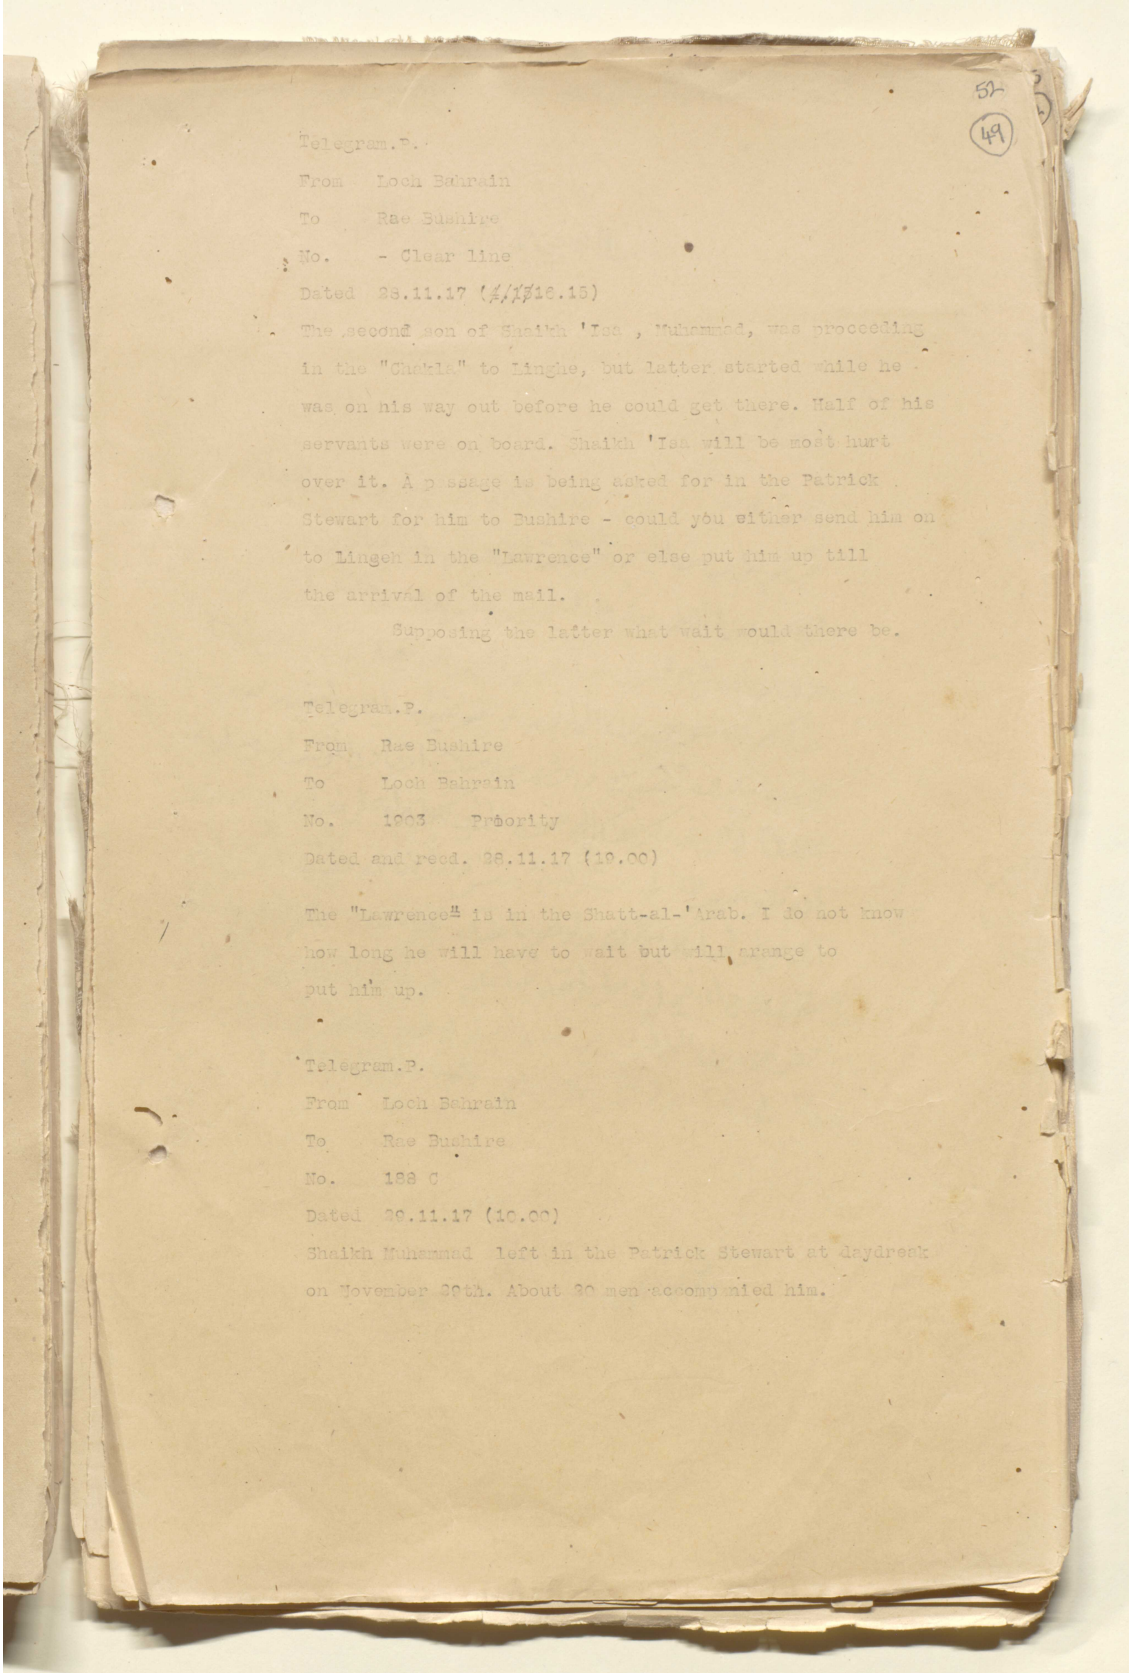 52
49
Telegram.P.
From Loch Bahrain
To Rae Bushire
No. - Clear line
Dated 28.11.17 (16.15)
The second son of Shaikh 'Isa , Muhammad, was proceeding
in the "Chakla" to Linghe, but latter started while he
was on his way out before he could get there. Half of his
servants were on board. Shaikh 'Isa will be most hurt
over it. A passage is being asked for in the Patrick
Stewart for him to Bushire - could you either send him on
to Lingeh in the "Lawrence" or else put him up till
the arrival of the mail.
Supposing the latter what wait would there be.
Telegram.P.
From Rae Bushire
To Loch Bahrain
No. 1903 Priority
Dated and recd. 28.11.17 (19.00)
The "Lawrence" is in the Shatt-al-'Arab. I do not know
how long he will have to wait but will arange to
put him up.
Telegram.P.
From Loch Bahrain
To Rae Bushire
No. 188 C
Dated 29.11.17 (10.00)
Shaikh Muhammad left in the Patrick Stewart at daydreak
on November 29th. About 20 men accompanied him.